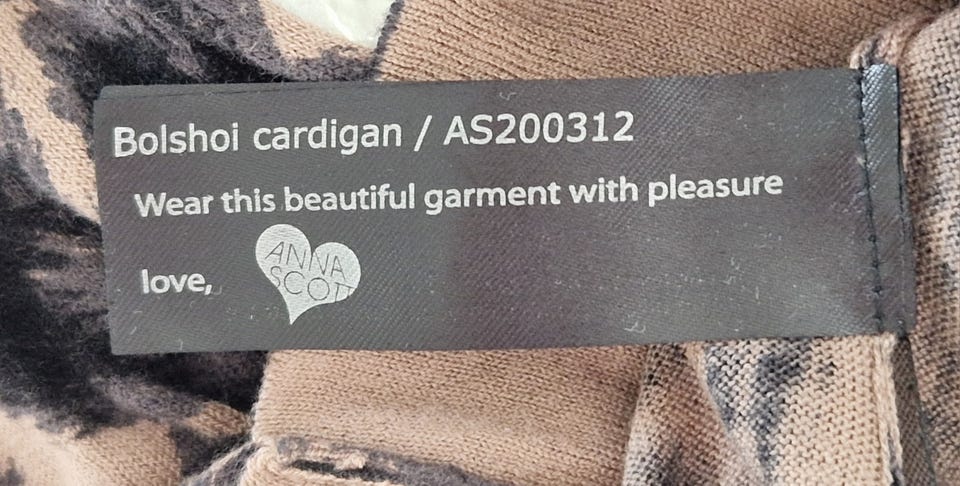 Bolshoi cardigan / AS200312
Wear this beautiful garment with pleasure
love,
ANNA
SCOTT